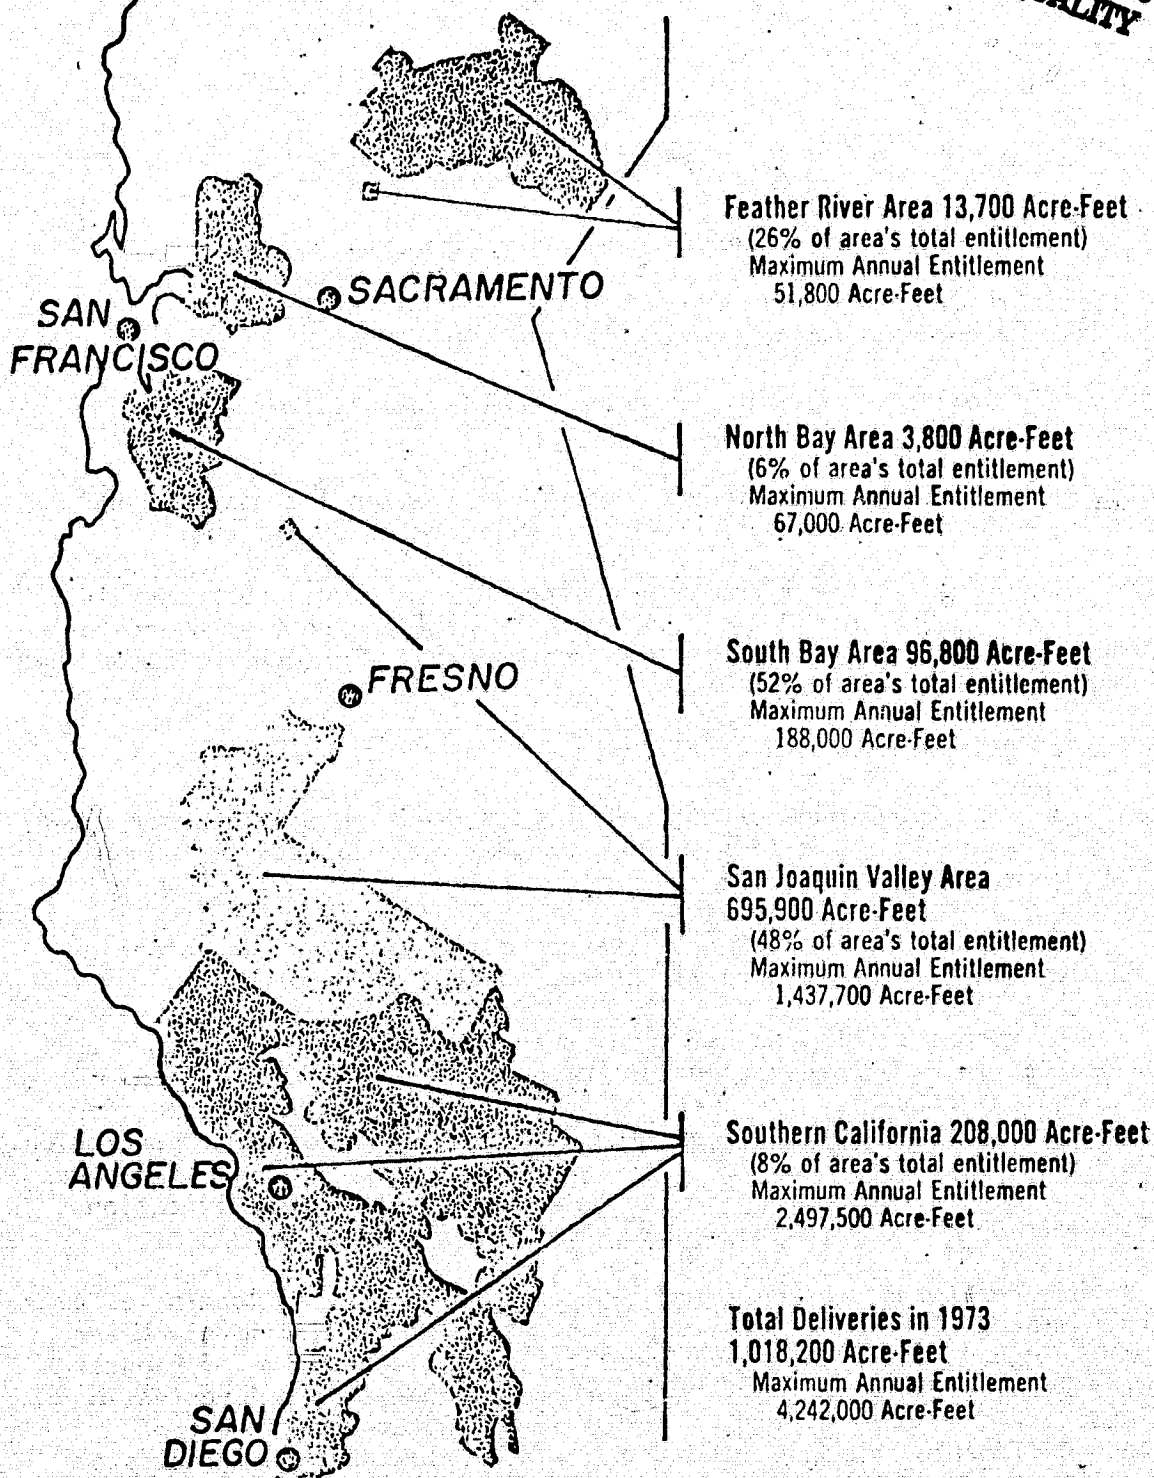 SACRAMENTO
SAN
FRANCISCO
FRESNO
LOS
ANGELES
SAN
DIEGO
Feather River Area 13,700 Acre-Feet
(26% of area's total entitlement)
Maximum Annual Entitlement
51,800 Acre-Feet
North Bay Area 3,800 Acre-Feet
(6% of area's total entitlement)
Maximum Annual Entitlement
67,000 Acre-Feet
South Bay Area 96,800 Acre-Feet
(52% of area's total entitlement)
Maximum Annual Entitlement
188,000 Acre-Feet
San Joaquin Valley Area
695,900 Acre-Feet
(48% of area's total entitlement)
Maximum Annual Entitlement
1,437,700 Acre-Feet
Southern California 208,000 Acre-Feet
(8% of area's total entitlement)
Maximum Annual Entitlement
2,497,500 Acre-Feet
Total Deliveries in 1973
1,018,200 Acre-Feet
Maximum Annual Entitlement
4,242,000 Acre-Feet